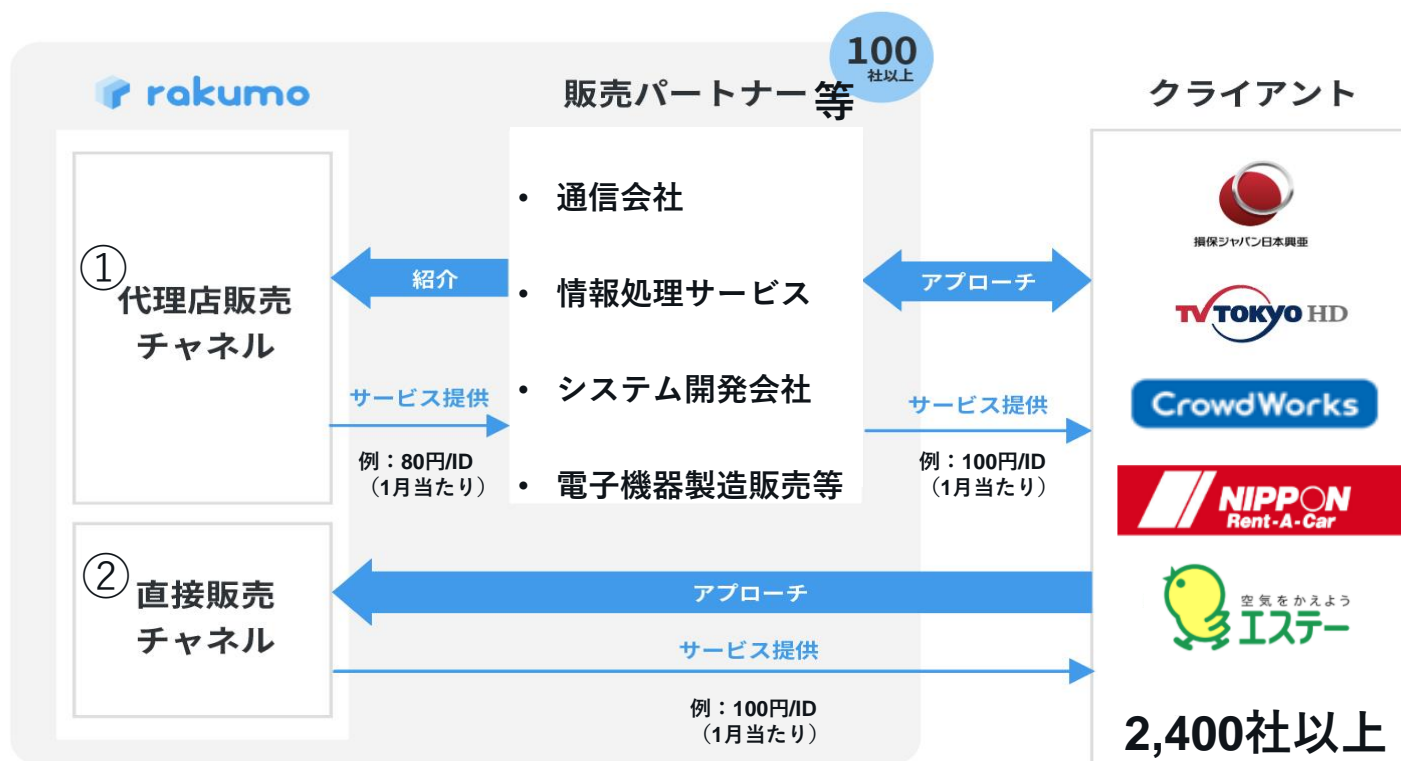 rakumo
販売パートナー等
100
社以上
クライアント
①
代理店販売
チャネル
紹介
サービス提供
例：80円/ID
（1月当たり）
• 通信会社
• 情報処理サービス
• システム開発会社
• 電子機器製造販売等
アプローチ
サービス提供
例：100円/ID
（1月当たり）
②
直接販売
チャネル
アプローチ
サービス提供
例：100円/ID
（1月当たり）
損保ジャパン日本興亜
TV TOKYO HD
CrowdWorks
NIPPON
Rent-A-Car
空気をかえよう
エステー
2,400社以上